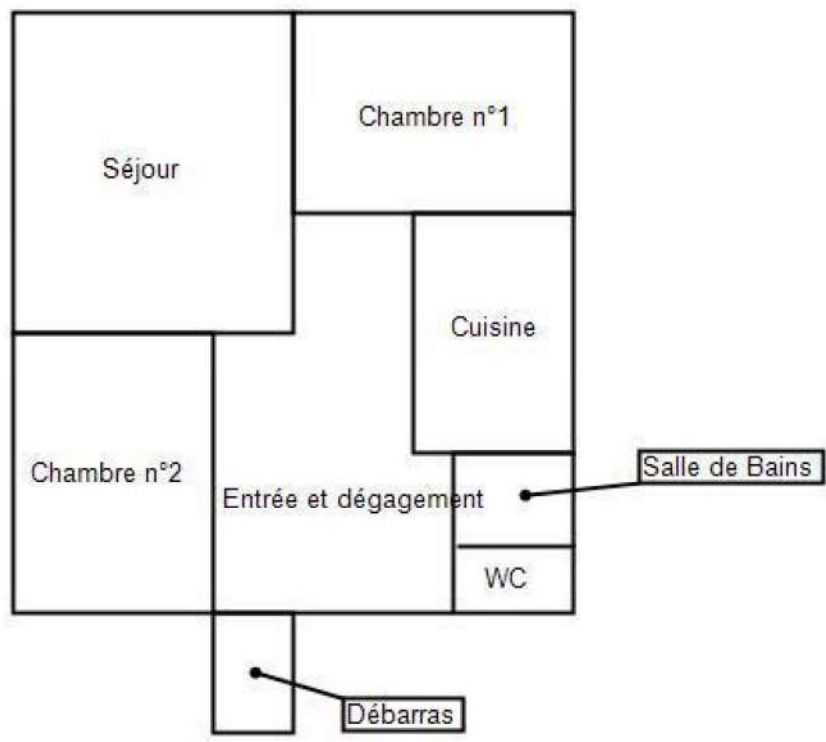 Chambre n°1
Séjour
Cuisine
Chambre n°2
Salle de Bains
Entrée et dégagement
WC
Débarras